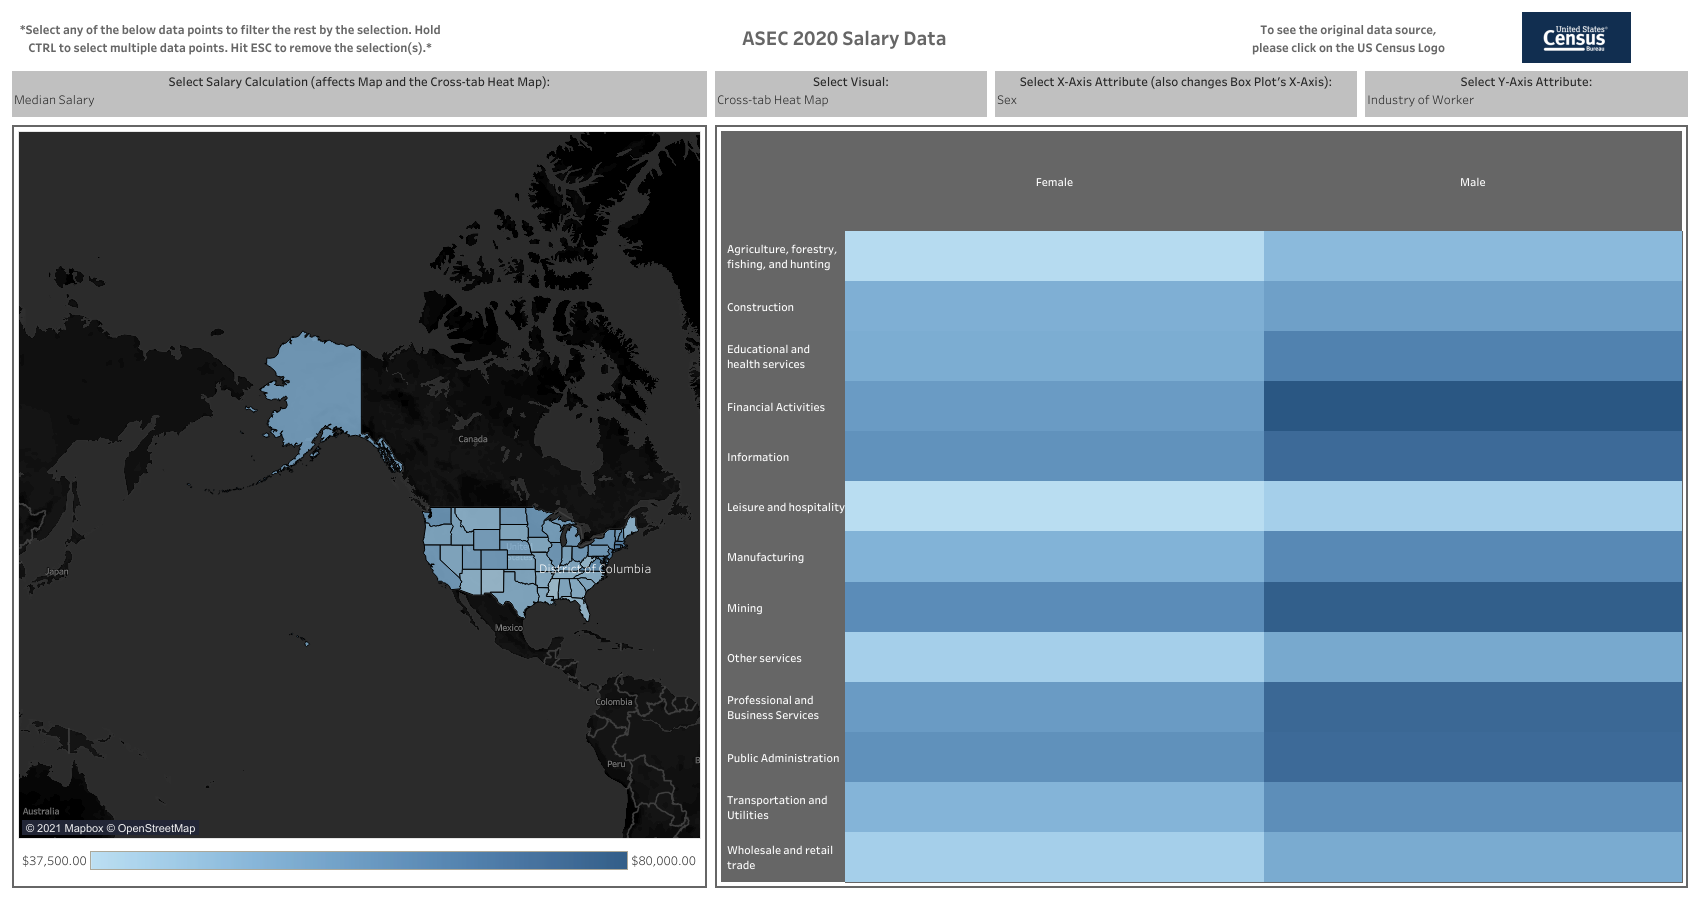 *Select any of the below data points to filter the rest by the selection. Hold
CTRL to select multiple data points. Hit ESC to remove the selection(s).*
ASEC 2020 Salary Data
To see the original data source,
please click on the US Census Logo
United States®
Census
Bureau
Select Salary Calculation (affects Map and the Cross-tab Heat Map):
Median Salary
Select Visual:
Cross-tab Heat Map
Select X-Axis Attribute (also changes Box Plot's X-Axis):
Sex
Select Y-Axis Attribute:
Industry of Worker
Canada
Japan
District of Columbia
Mexico
Colombia
Peru
B
Australia
© 2021 Mapbox © OpenStreetMap
$37,500.00
$80,000.00
Female
Male
Agriculture, forestry,
fishing, and hunting
Construction
Educational and
health services
Financial Activities
Information
Leisure and hospitality
Manufacturing
Mining
Other services
Professional and
Business Services
Public Administration
Transportation and
Utilities
Wholesale and retail
trade